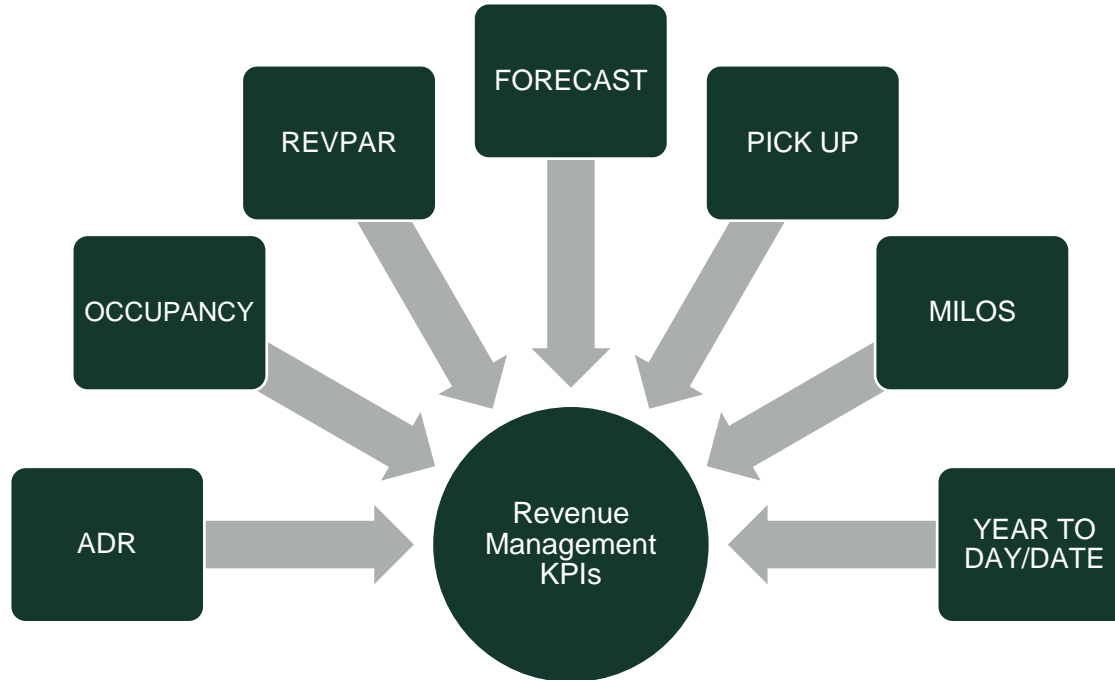 FORECAST
REVPAR
PICK UP
OCCUPANCY
MILOS
ADR
Revenue
Management
KPIs
YEAR TO
DAY/DATE